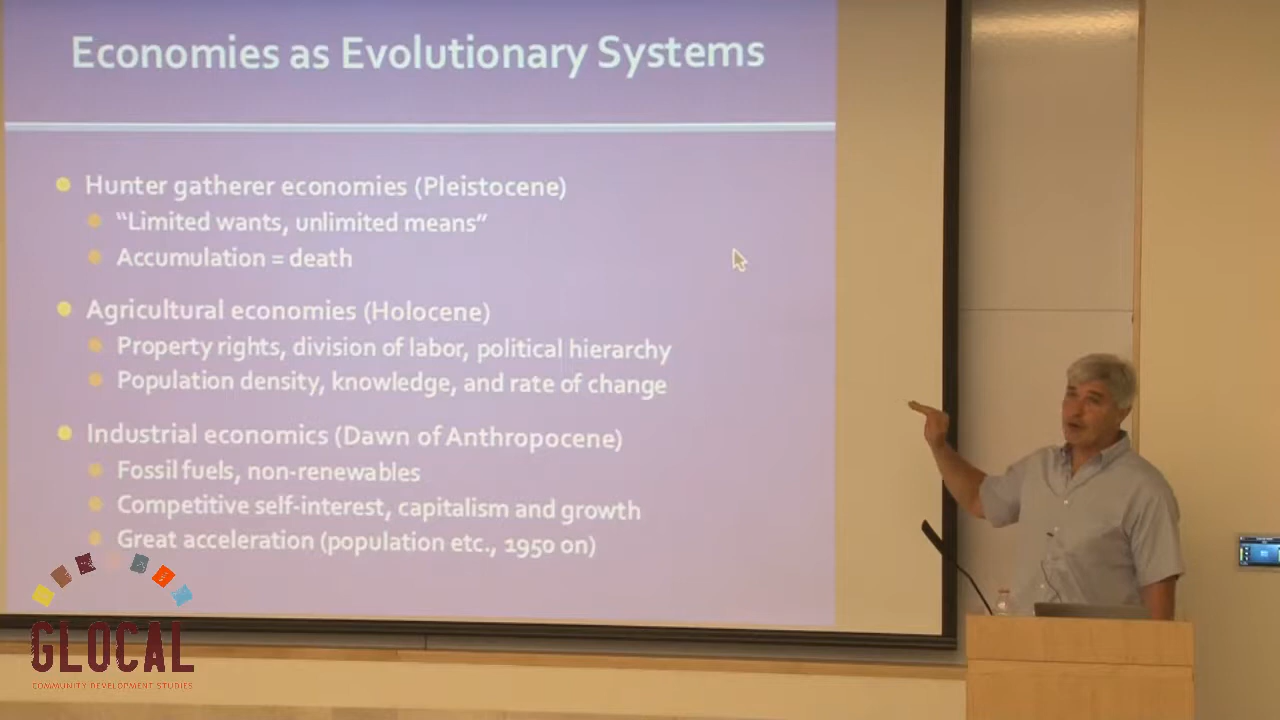 Economies as Evolutionary Systems
Hunter gatherer economies (Pleistocene)
“Limited wants, unlimited means”
Accumulation = death
Agricultural economies (Holocene)
Property rights, division of labor, political hierarchy
Population density, knowledge, and rate of change
Industrial economics (Dawn of Anthropocene)
Fossil fuels, non-renewables
Competitive self-interest, capitalism and growth
Great acceleration (population etc., 1950 on)
GLOCAL
COMMUNITY DEVELOPMENT STUDIES